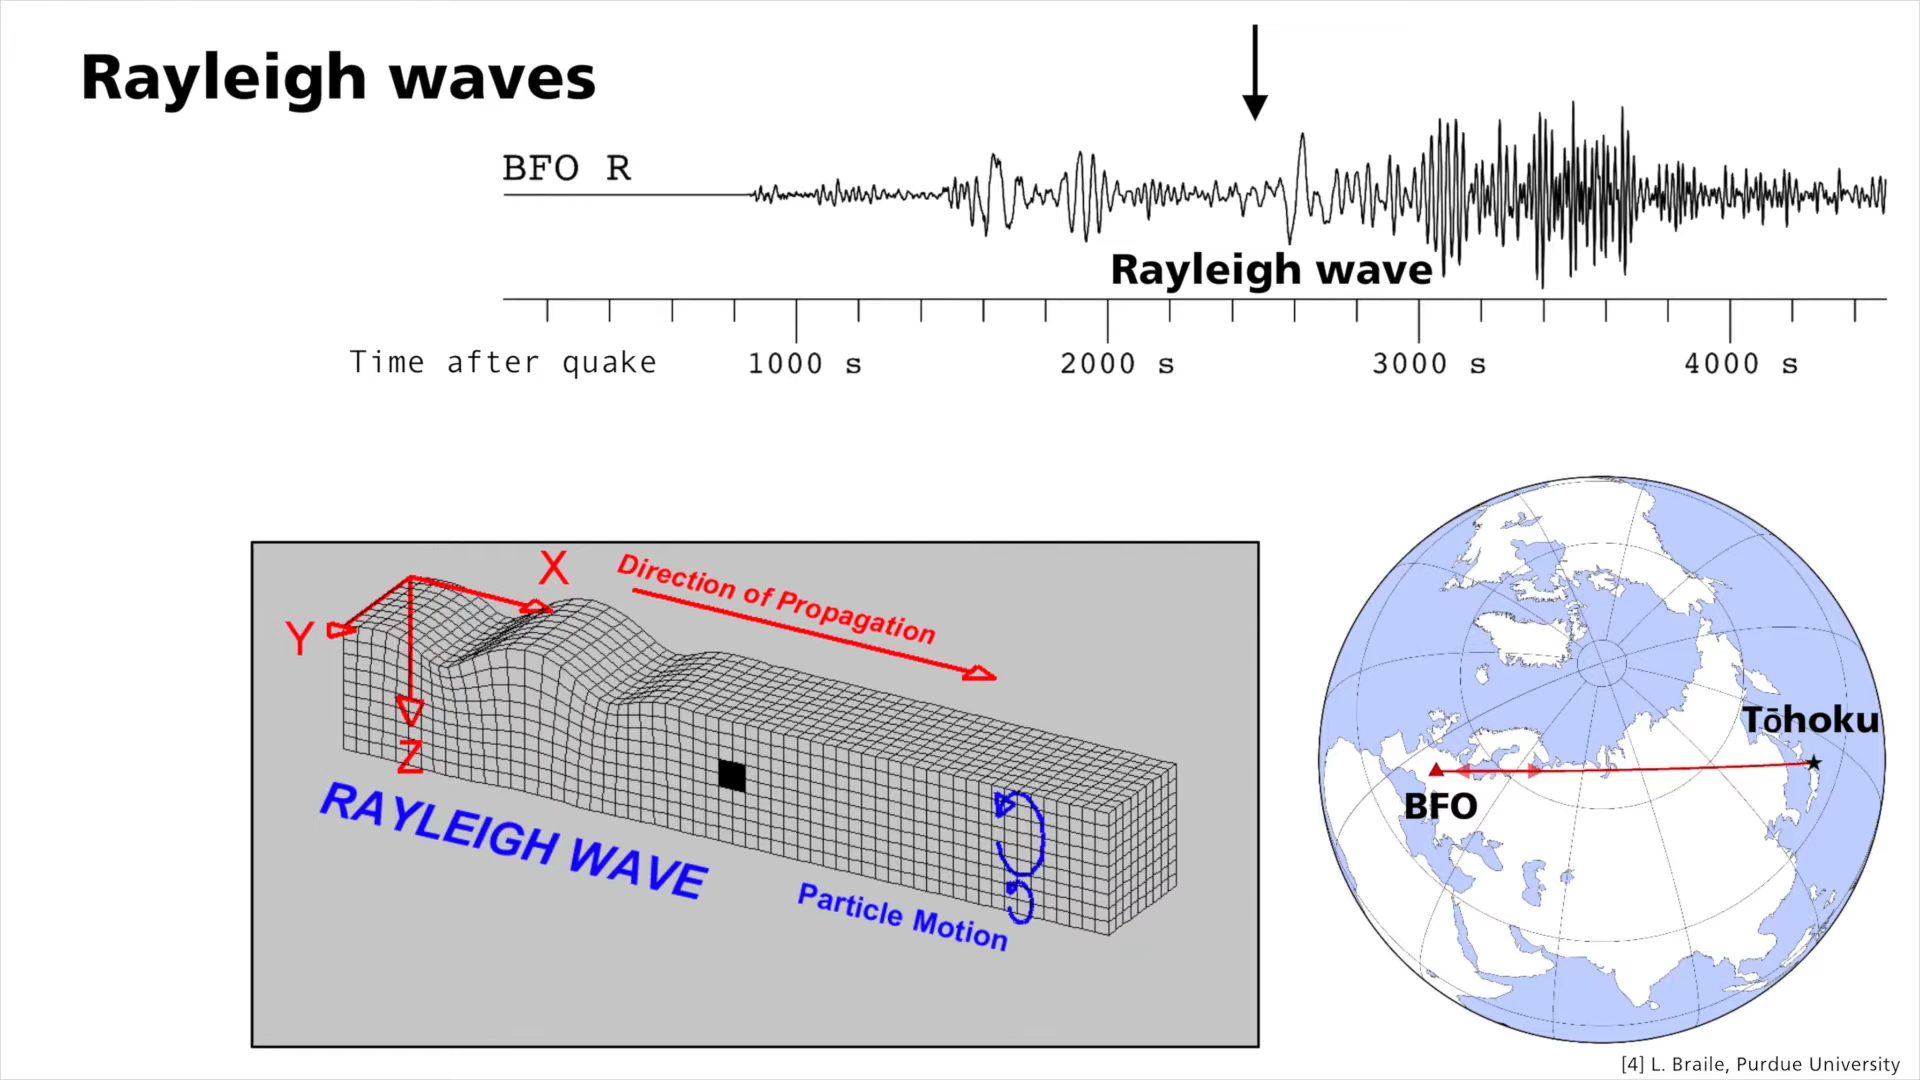 Rayleigh waves
BFO R
Rayleigh wave
Time after quake
1000 s
2000 s
3000 s
4000 s
X
Y
Z
Direction of Propagation
RAYLEIGH WAVE
Particle Motion
Tōhoku
BFO
[4] L. Braile, Purdue University